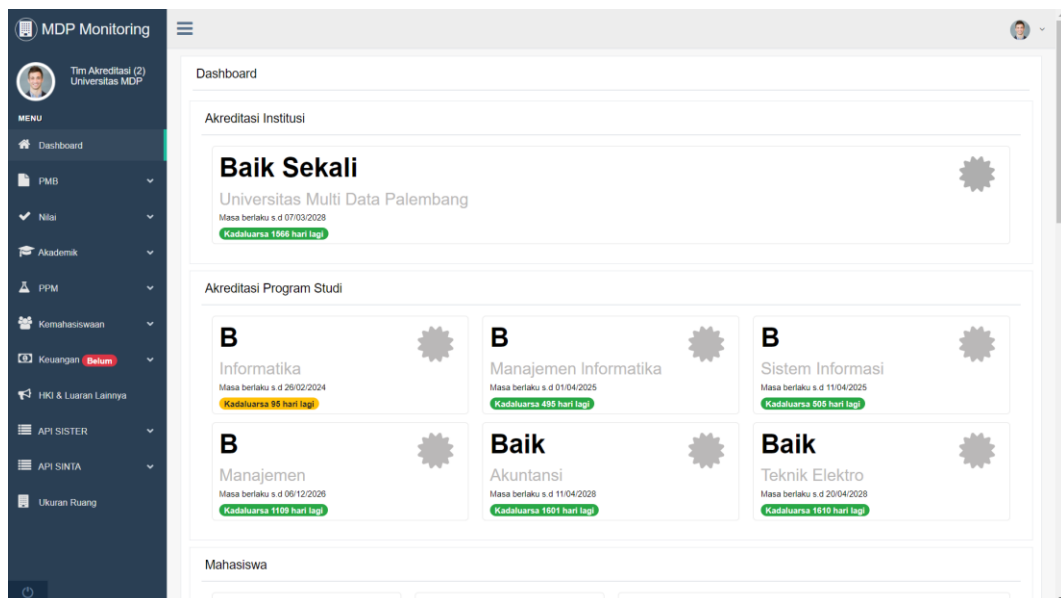 MDP Monitoring
Tim Akreditasi (2)
Universitas MDP
MENU
Dashboard
PMB
Nilai
Akademik
PPM
Kemahasiswaan
Keuangan Belum
HKI & Luaran Lainnya
API SISTER
API SINTA
Ukuran Ruang
Dashboard
Akreditasi Institusi
Baik Sekali
Universitas Multi Data Palembang
Masa berlaku s.d 07/03/2028
Kadaluarsa 1566 hari lagi
Akreditasi Program Studi
B
Informatika
Masa berlaku s.d 26/02/2024
Kadaluarsa 95 hari lagi
B
Manajemen Informatika
Masa berlaku s.d 01/04/2025
Kadaluarsa 495 hari lagi
B
Sistem Informasi
Masa berlaku s.d 11/04/2025
Kadaluarsa 505 hari lagi
B
Manajemen
Masa berlaku s.d 06/12/2026
Kadaluarsa 1109 hari lagi
Baik
Akuntansi
Masa berlaku s.d 11/04/2028
Kadaluarsa 1601 hari lagi
Baik
Teknik Elektro
Masa berlaku s.d 20/04/2028
Kadaluarsa 1610 hari lagi
Mahasiswa